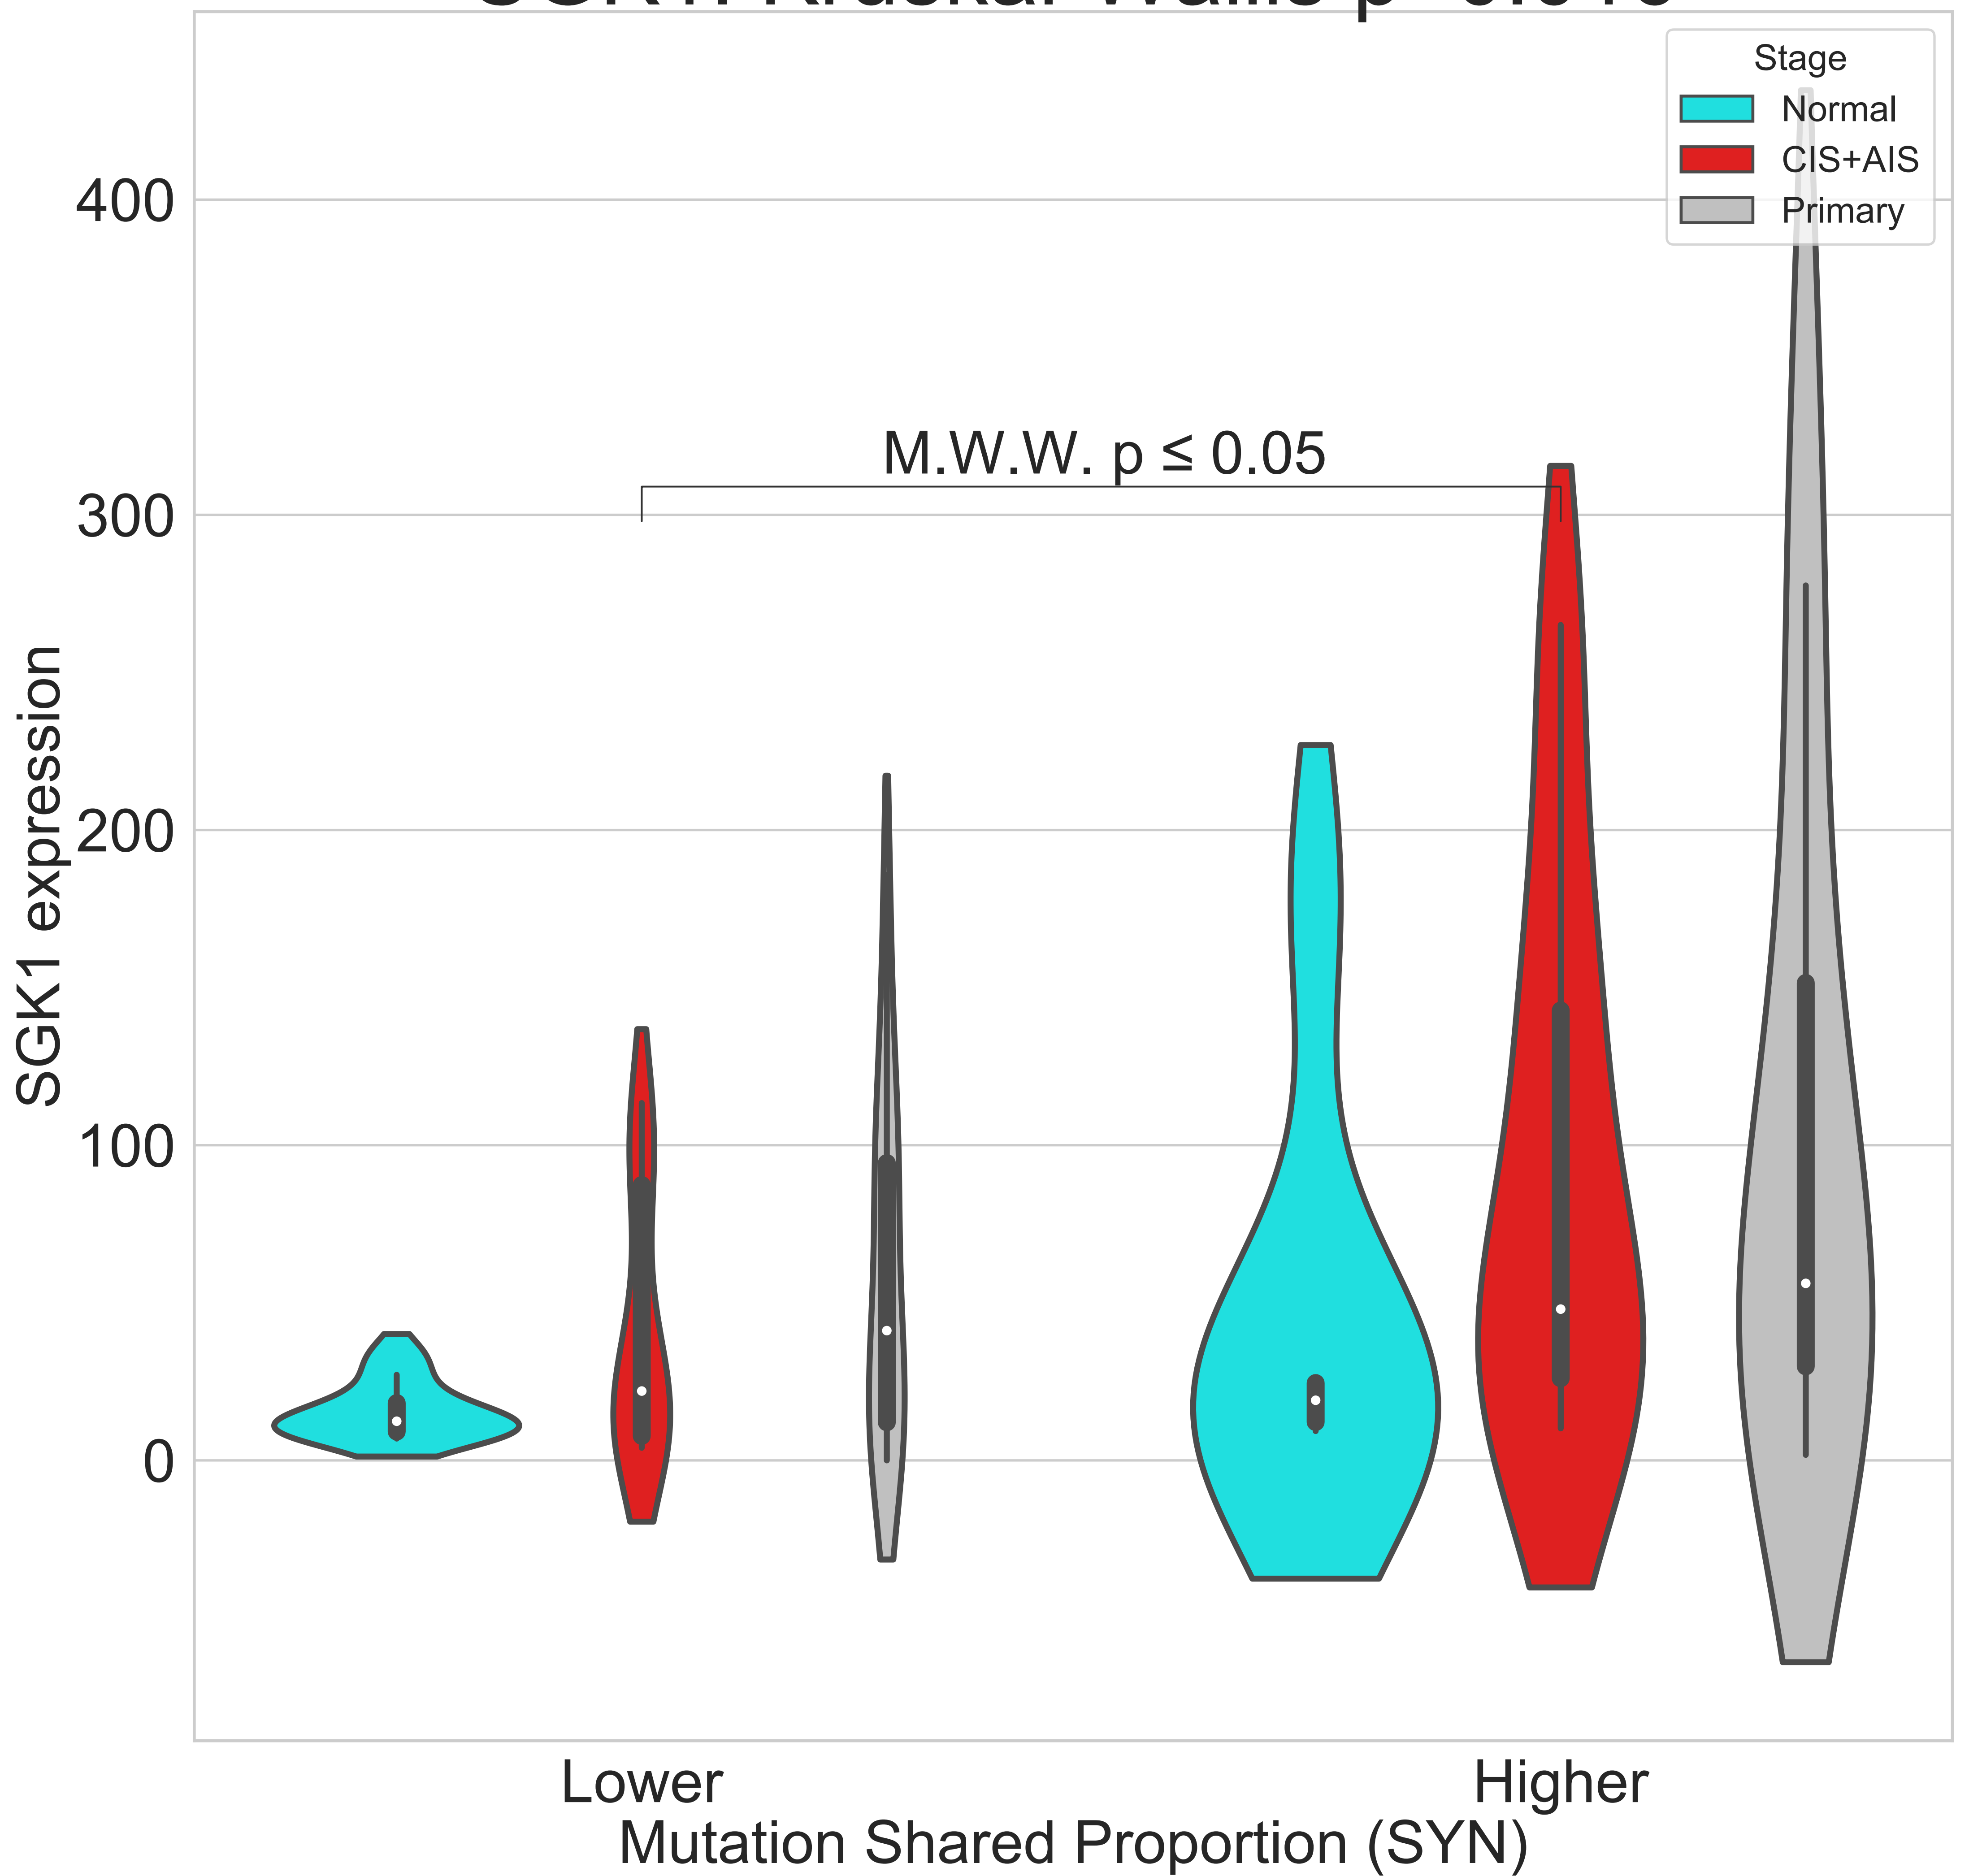 Stage
Normal
CIS+AIS
Primary
M.W.W. p ≤ 0.05
400
300
200
100
0
SGK1 expression
Lower
Higher
Mutation Shared Proportion (SYN)